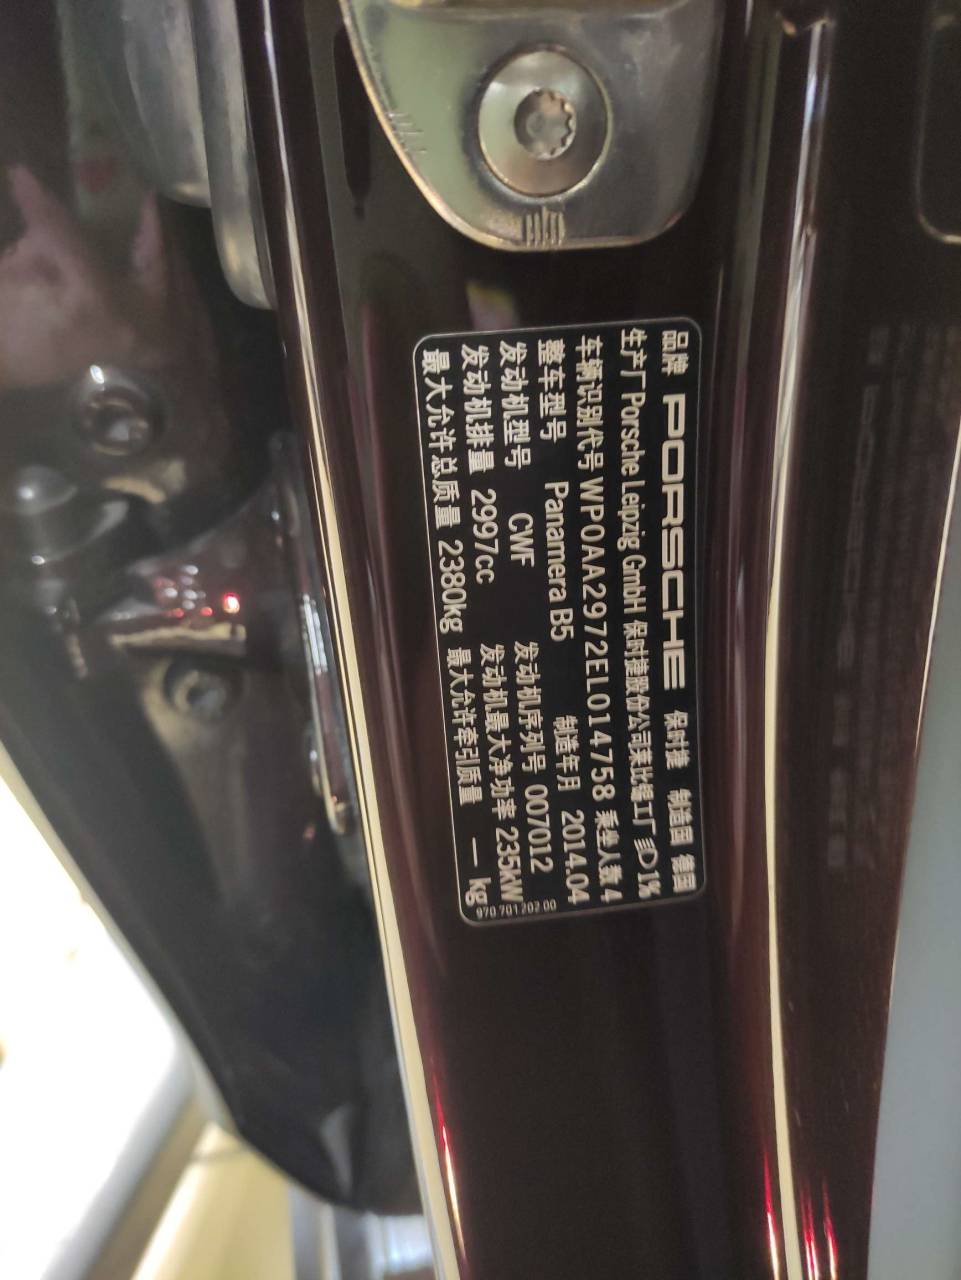 品牌 PORSCHE 保时捷 制造国 德国
生产厂 Porsche Leipzig GmbH 保时捷股份公司莱比锡工厂 1%
车辆识别代号 WP0AA2972EL014758 乘坐人数 4
整车型号 Panamera B5 制造年月 2014.04
发动机型号 CWF 发动机序列号 007012
发动机排量 2997cc 发动机最大净功率 235kW
最大允许总质量 2380kg 最大允许牵引质量 — kg
970.701.202.00